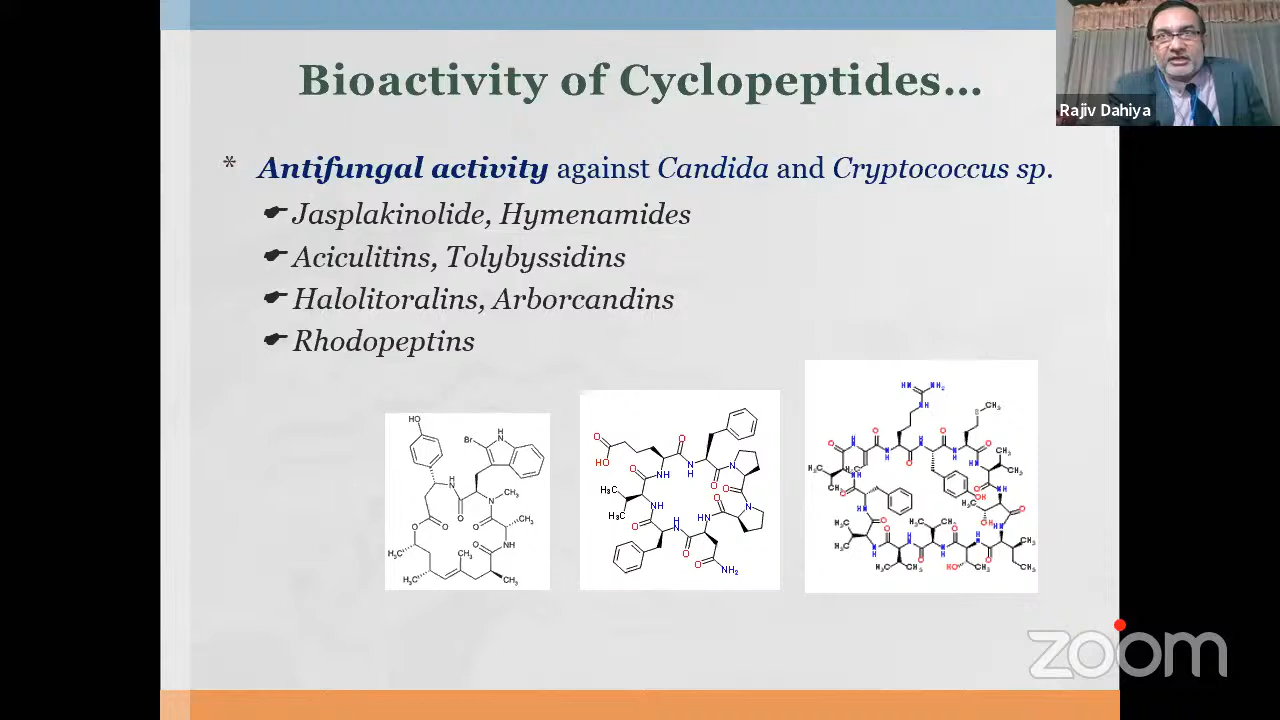 Bioactivity of Cyclopeptides...
Rajiv Dahiya
* Antifungal activity against Candida and Cryptococcus sp.
Jasplakinolide, Hymenamides
Aciculitins, Tolybyssidins
Halolitoralins, Arborcandins
Rhodopeptins
zoom